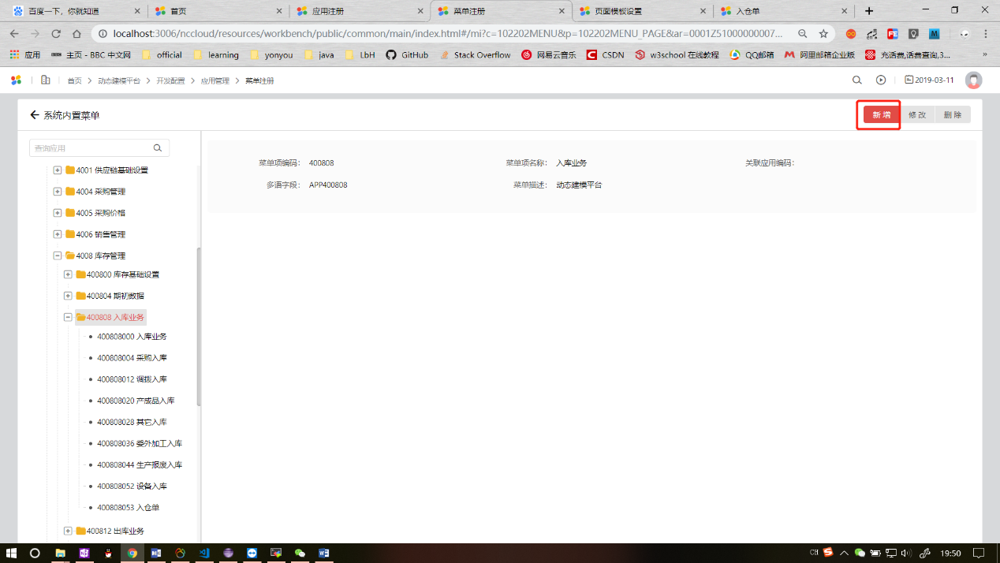 百度一下，你就知道
首页
应用注册
菜单注册
页面模板设置
入仓单
localhost:3006/nccloud/resources/workbench/public/common/main/index.html#/mi?c=102202MENU&p=102202MENU_PAGE&ar=0001Z51000000007...
应用
主页 - BBC 中文网
official
learning
yonyou
java
LbH
GitHub
Stack Overflow
网易云音乐
CSDN
w3school 在线教程
QQ邮箱
阿里邮箱企业版
充话费,话费查询,3...
首页 > 动态建模平台 > 开发配置 > 应用管理 > 菜单注册
2019-03-11
系统内置菜单
新增
修改
删除
查询应用
4001 供应链基础设置
4004 采购管理
4005 采购价格
4006 销售管理
4008 库存管理
400800 库存基础设置
400804 期初数据
400808 入库业务
400808000 入库业务
400808004 采购入库
400808012 调拨入库
400808020 产成品入库
400808028 其它入库
400808036 委外加工入库
400808044 生产报废入库
400808052 设备入库
400808053 入仓单
400812 出库业务
菜单项编码： 400808
菜单项名称： 入库业务
关联应用编码：
多语字段： APP400808
菜单描述： 动态建模平台
CH
19:50